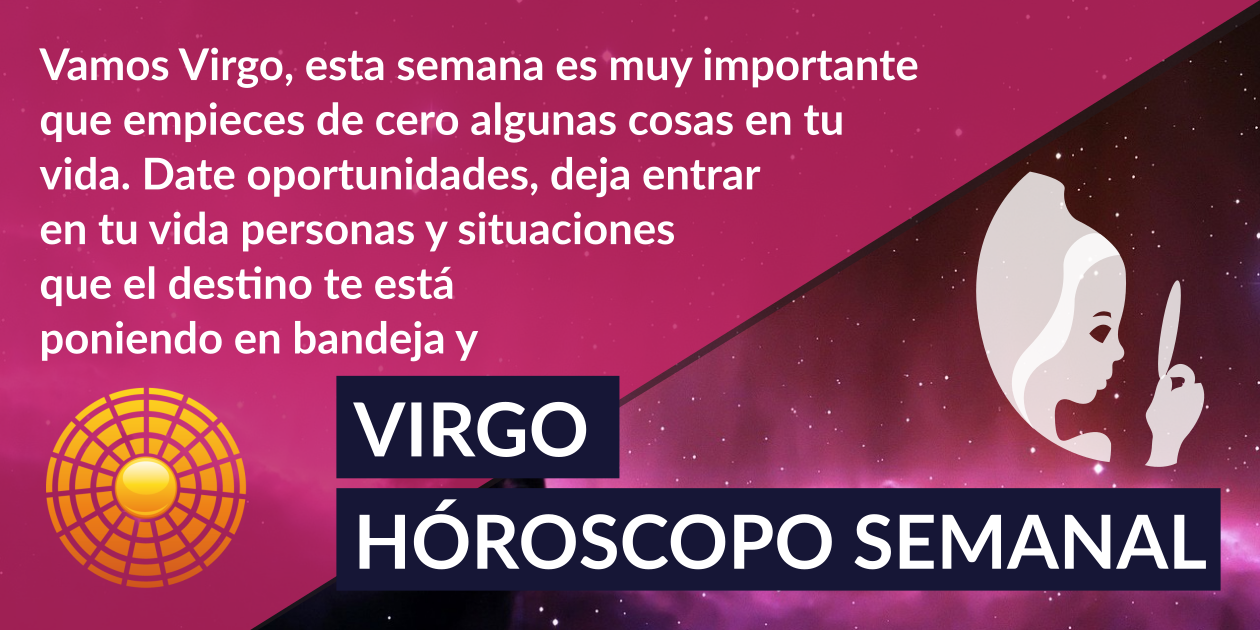 Vamos Virgo, esta semana es muy importante
que empieces de cero algunas cosas en tu
vida. Date oportunidades, deja entrar
en tu vida personas y situaciones
que el destino te está
poniendo en bandeja y
VIRGO
HÓROSCOPO SEMANAL